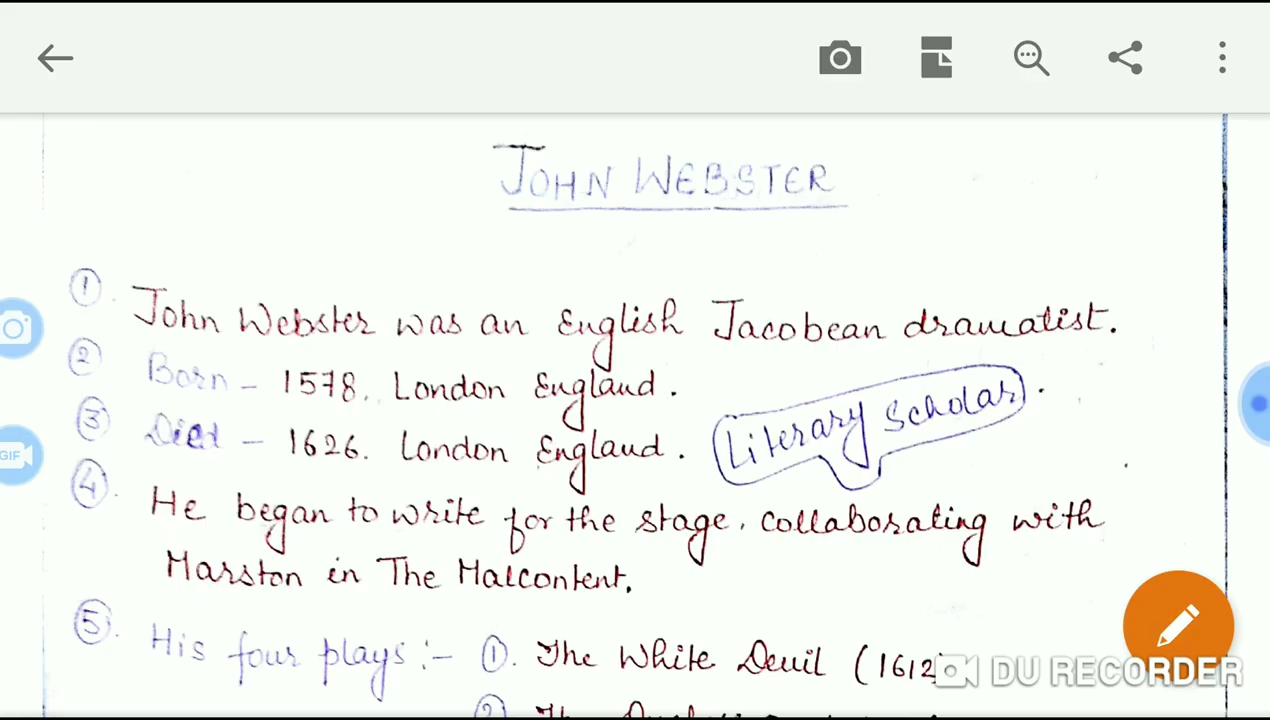 JOHN WEBSTER
① John Webster was an English Jacobean dramatist.
② Born - 1578. London England.
③ Died - 1626. London England.
Literary Scholar
④ He began to write for the stage, collaborating with
Marston in The Malcontent.
⑤ His four plays :- ①. The White Devil (1612)
②
GIF
DU RECORDER